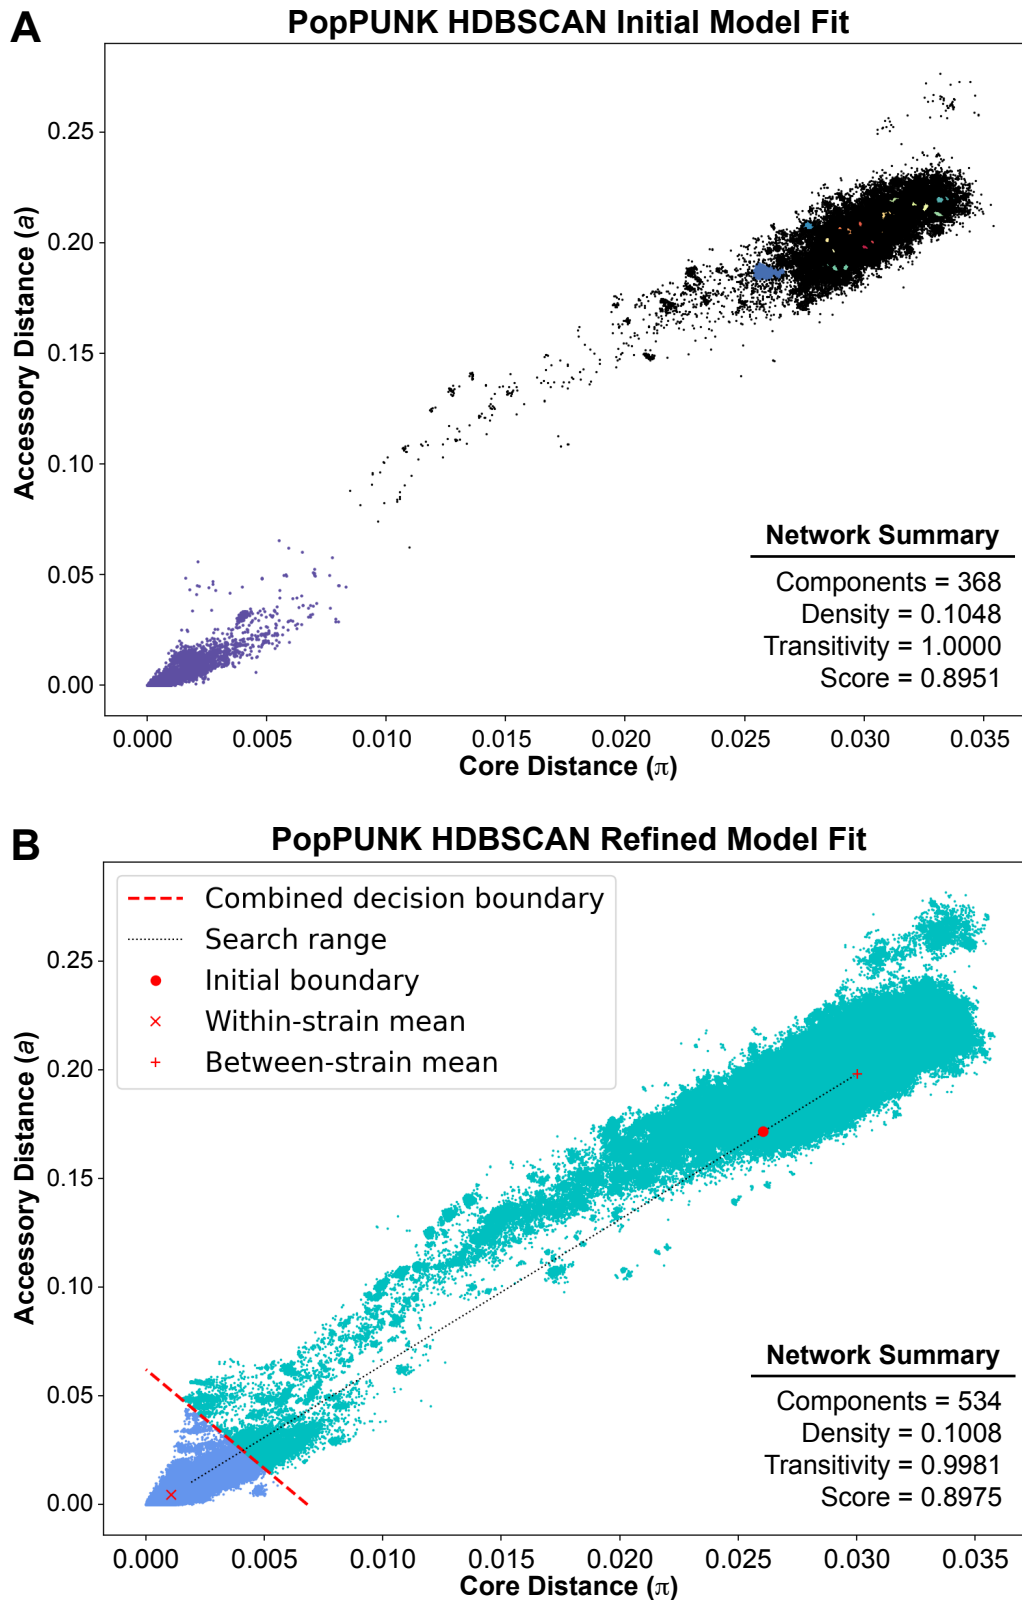 A
PopPUNK HDBSCAN Initial Model Fit
Accessory Distance (a)
0.25
0.20
0.15
0.10
0.05
0.00
Network Summary
Components = 368
Density = 0.1048
Transitivity = 1.0000
Score = 0.8951
0.000 0.005 0.010 0.015 0.020 0.025 0.030 0.035
Core Distance (π)
B
PopPUNK HDBSCAN Refined Model Fit
Combined decision boundary
Search range
Initial boundary
Within-strain mean
Between-strain mean
Accessory Distance (a)
0.25
0.20
0.15
0.10
0.05
0.00
Network Summary
Components = 534
Density = 0.1008
Transitivity = 0.9981
Score = 0.8975
0.000 0.005 0.010 0.015 0.020 0.025 0.030 0.035
Core Distance (π)